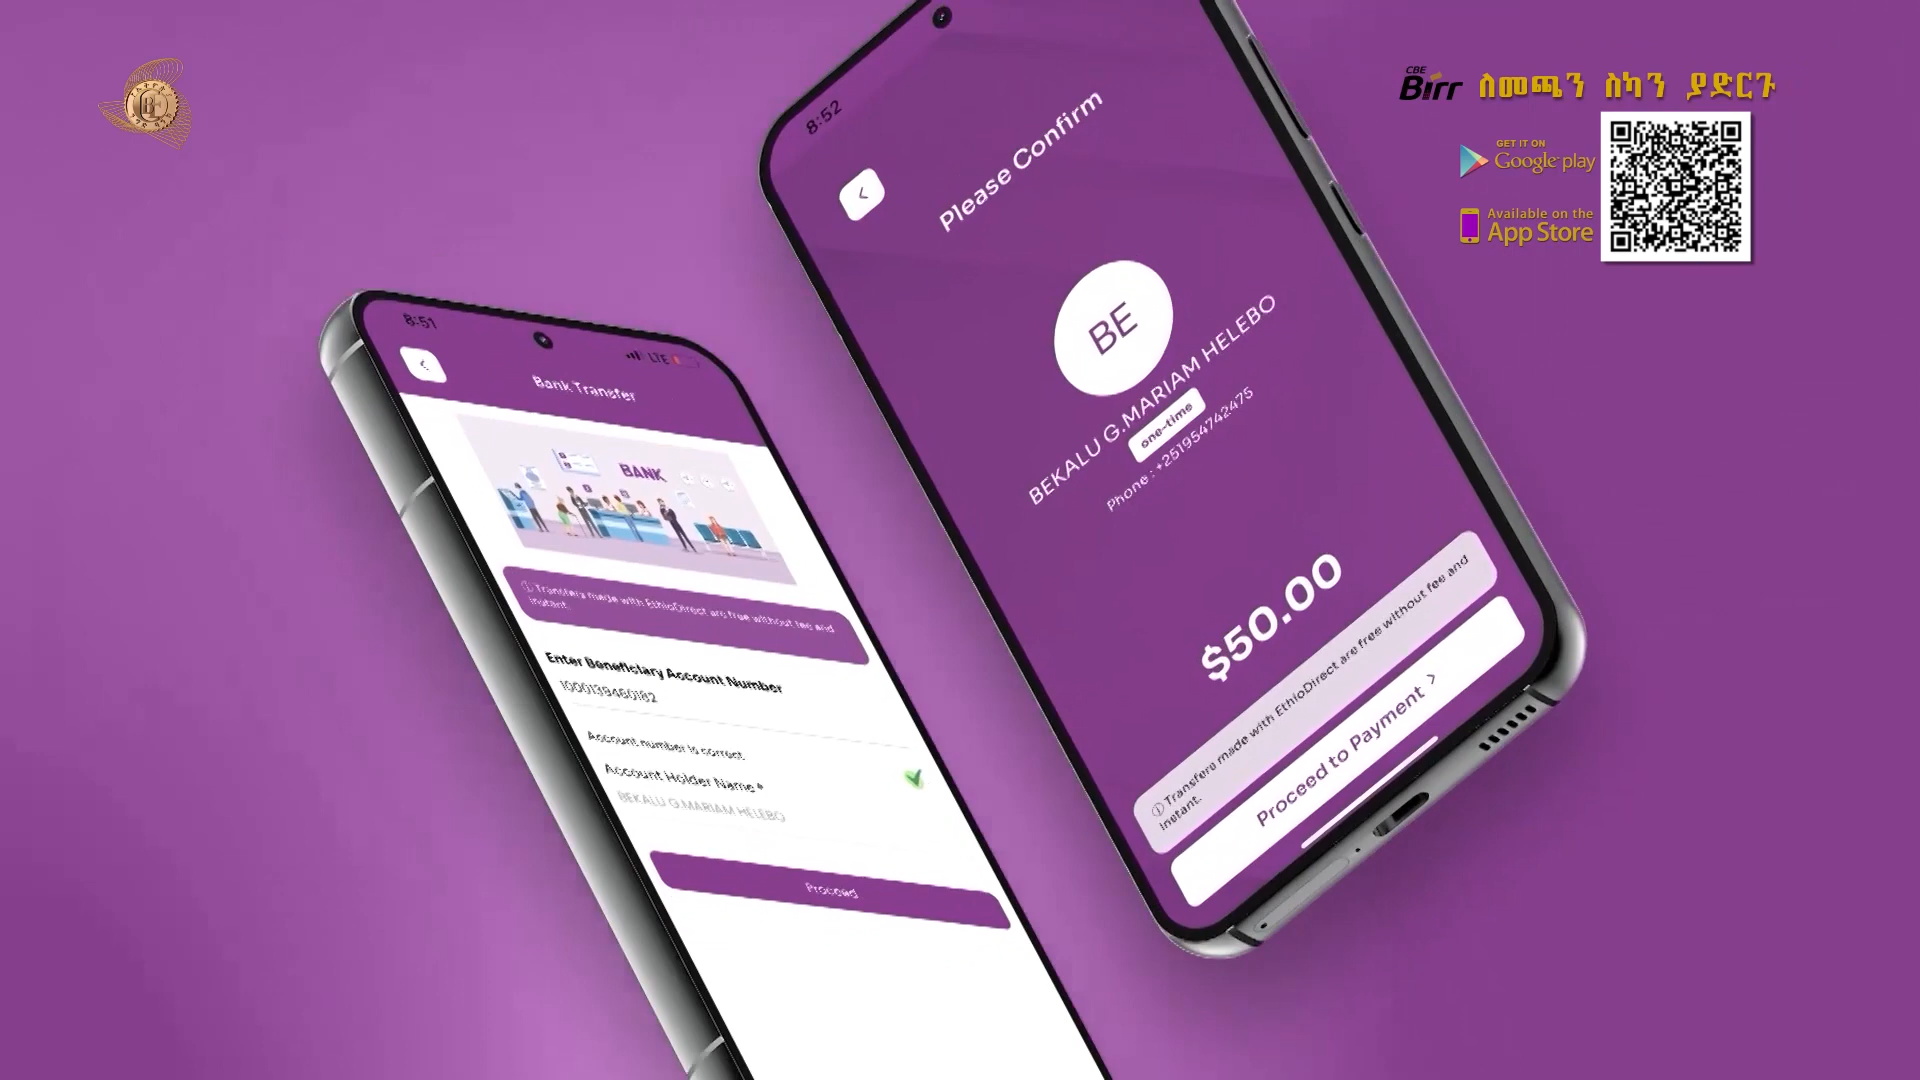 CBE
Birr ለመጫን ስካን ያድርጉ
GET IT ON
Google play
Available on the
App Store
8:52
Please Confirm
BE
BEKALU G.MARIAM HELEBO
one-time
Phone : +251954742475
$50.00
ⓘ Transfers made with EthioDirect are free without fee and
instant.
Proceed to Payment >
8:51
LTE
Bank Transfer
BANK
ⓘ Transfers made with EthioDirect are free without fee and
instant.
Enter Beneficiary Account Number
1000139460182
Account number is correct
Account Holder Name *
BEKALU G.MARIAM HELEBO
Proceed